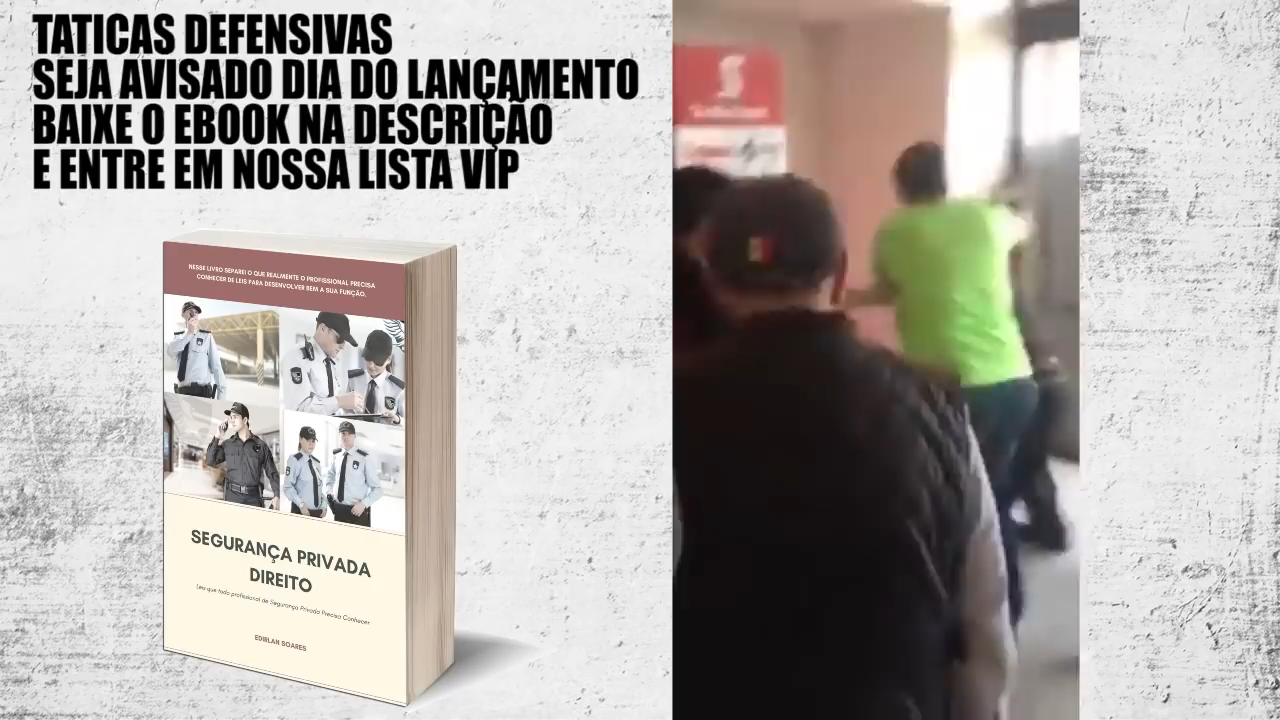 TATICAS DEFENSIVAS
SEJA AVISADO DIA DO LANÇAMENTO
BAIXE O EBOOK NA DESCRIÇÃO
E ENTRE EM NOSSA LISTA VIP
NESSE LIVRO SEPAREI O QUE REALMENTE O PROFISSIONAL PRECISA
CONHECER DE LEIS PARA DESENVOLVER BEM A SUA FUNÇÃO.
SEGURANÇA PRIVADA
DIREITO
Leis que todo profissional de Segurança Privada Precisa Conhecer
EDIRLAN SOARES